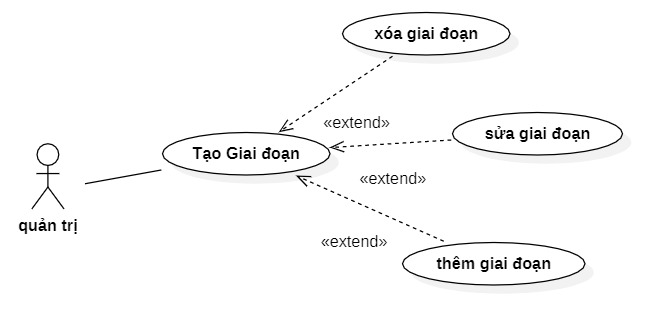 xóa giai đoạn
«extend»
sửa giai đoạn
Tạo Giai đoạn
«extend»
quản trị
«extend»
thêm giai đoạn